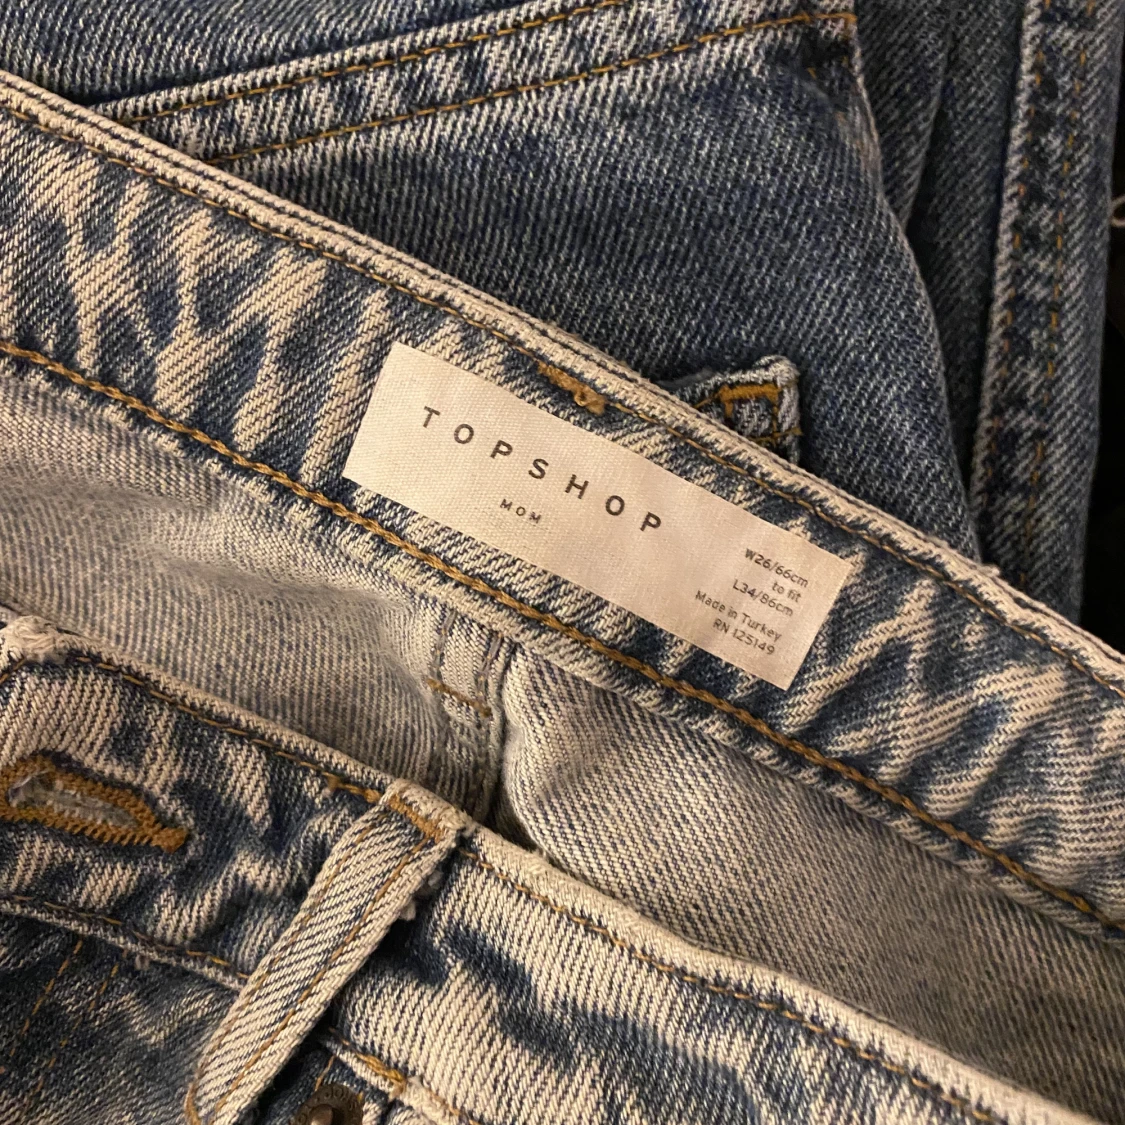 TOPSHOP
MOM
W26/66cm
to fit
L34/86cm
Made in Turkey
RN 125149